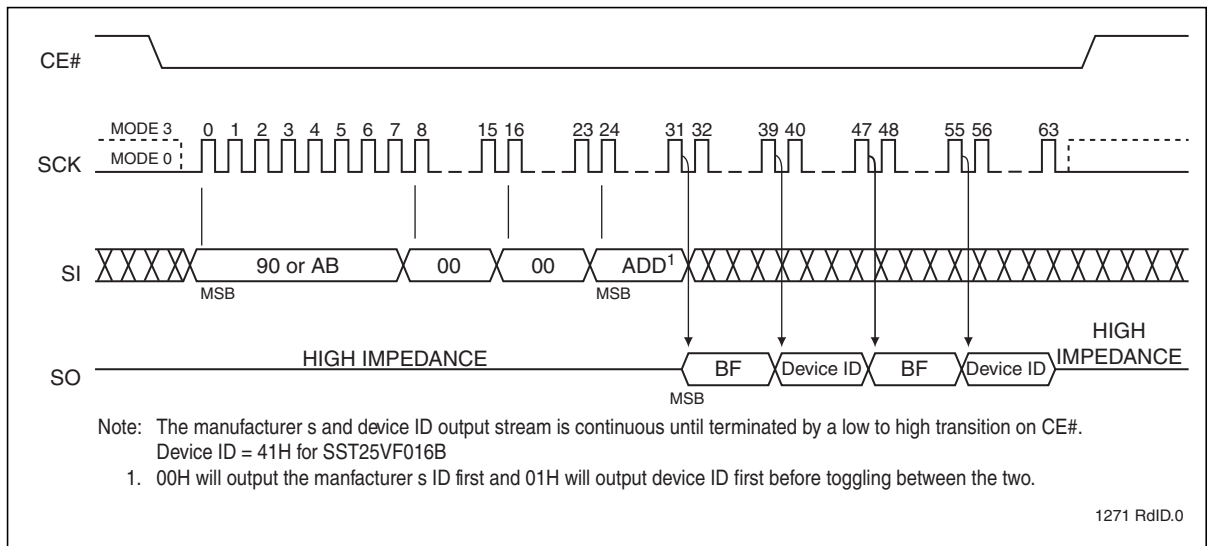 CE#
MODE 3 0 1 2 3 4 5 6 7 8 15 16 23 24 31 32 39 40 47 48 55 56 63
SCK MODE 0
SI 90 or AB 00 00 ADD1
MSB MSB
HIGH IMPEDANCE HIGH IMPEDANCE
SO BF Device ID BF Device ID
MSB
Note: The manufacturer s and device ID output stream is continuous until terminated by a low to high transition on CE#.
Device ID = 41H for SST25VF016B
1. 00H will output the manfacturer s ID first and 01H will output device ID first before toggling between the two.
1271 RdID.0